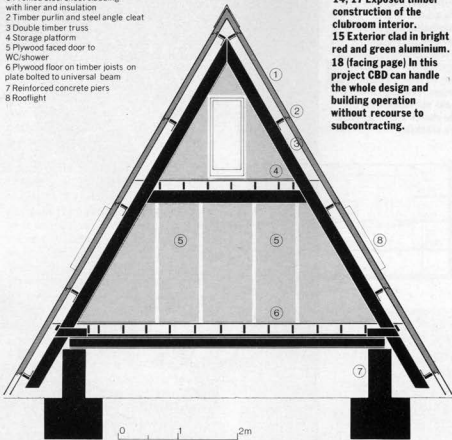 with liner and insulation
2 Timber purlin and steel angle cleat
3 Double timber truss
4 Storage platform
5 Plywood faced door to
WC/shower
6 Plywood floor on timber joists on
plate bolted to universal beam
7 Reinforced concrete piers
8 Rooflight
14, 17 Exposed timber
construction of the
clubroom interior.
15 Exterior clad in bright
red and green aluminium.
18 (facing page) In this
project CBD can handle
the whole design and
building operation
without recourse to
subcontracting.
1
2
3
4
5 5
8
6
7
0 1 2m